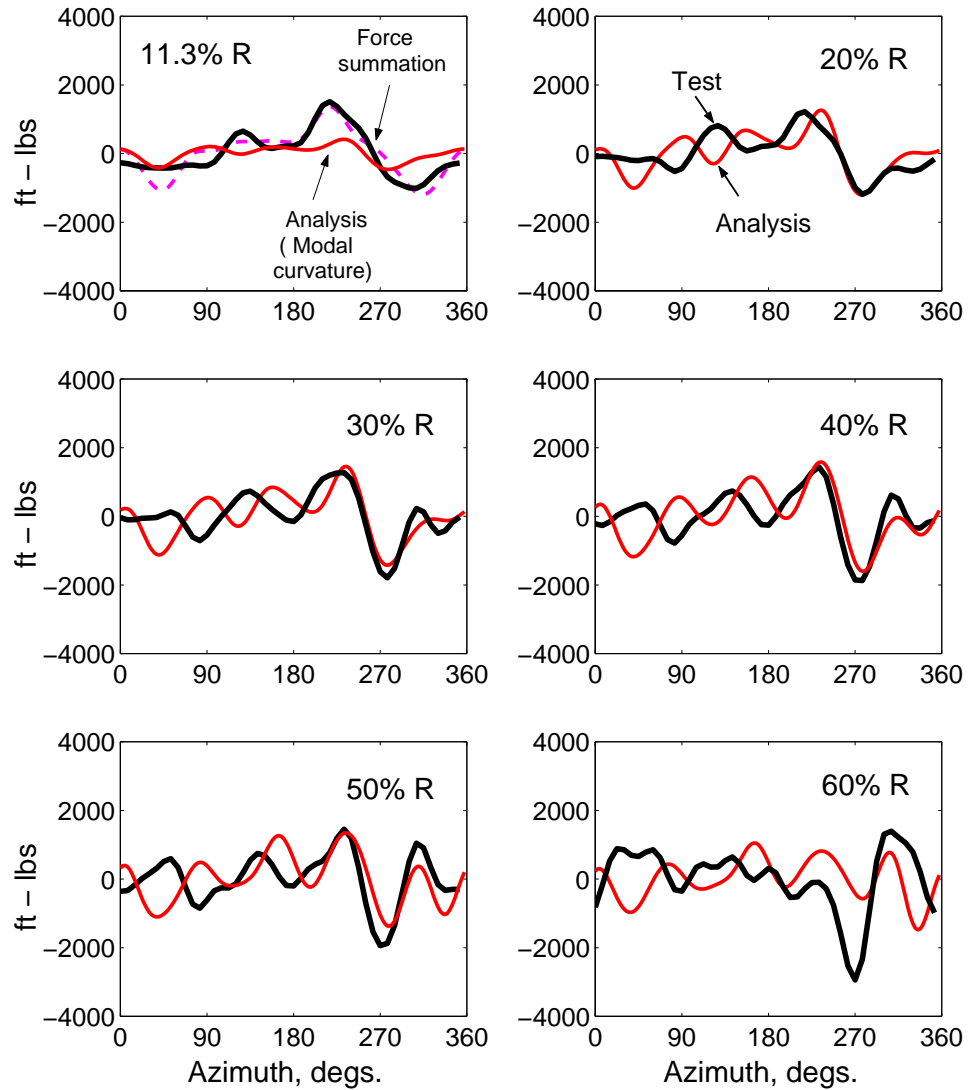 4000
2000
0
−2000
−4000
ft − lbs
11.3% R
Force
summation
Analysis
( Modal
curvature)
0 90 180 270 360
4000
2000
0
−2000
−4000
20% R
Test
Analysis
0 90 180 270 360
4000
2000
0
−2000
−4000
ft − lbs
30% R
0 90 180 270 360
4000
2000
0
−2000
−4000
40% R
0 90 180 270 360
4000
2000
0
−2000
−4000
ft − lbs
50% R
0 90 180 270 360
Azimuth, degs.
4000
2000
0
−2000
−4000
60% R
0 90 180 270 360
Azimuth, degs.